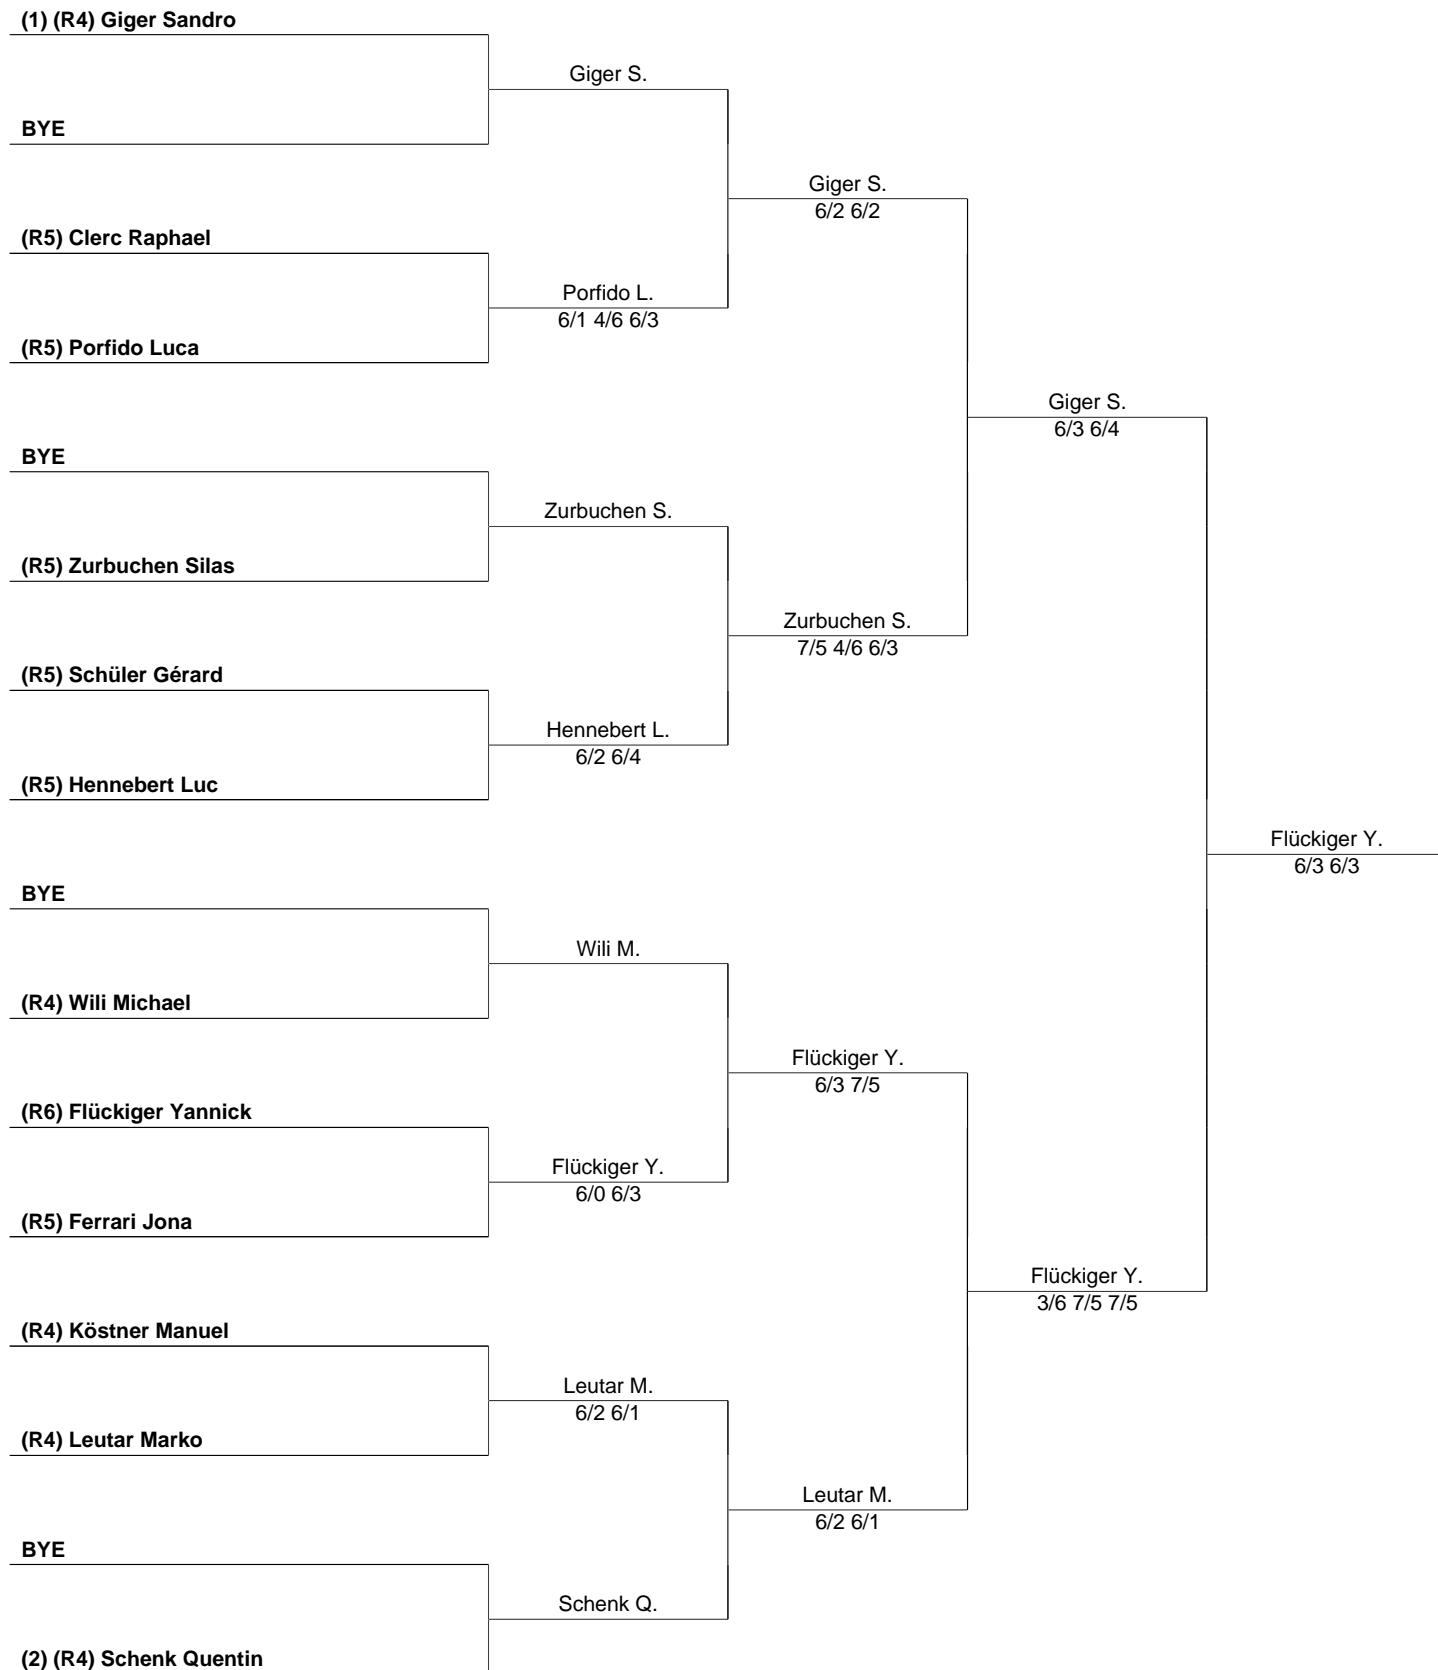 (1) (R4) Giger Sandro
Giger S.
BYE
Giger S.
6/2 6/2
(R5) Clerc Raphael
Porfido L.
6/1 4/6 6/3
(R5) Porfido Luca
Giger S.
6/3 6/4
BYE
Zurbuchen S.
(R5) Zurbuchen Silas
Zurbuchen S.
7/5 4/6 6/3
(R5) Schüler Gérard
Hennebert L.
6/2 6/4
(R5) Hennebert Luc
Flückiger Y.
6/3 6/3
BYE
Wili M.
(R4) Wili Michael
Flückiger Y.
6/3 7/5
(R6) Flückiger Yannick
Flückiger Y.
6/0 6/3
(R5) Ferrari Jona
Flückiger Y.
3/6 7/5 7/5
(R4) Köstner Manuel
Leutar M.
6/2 6/1
(R4) Leutar Marko
Leutar M.
6/2 6/1
BYE
Schenk Q.
(2) (R4) Schenk Quentin